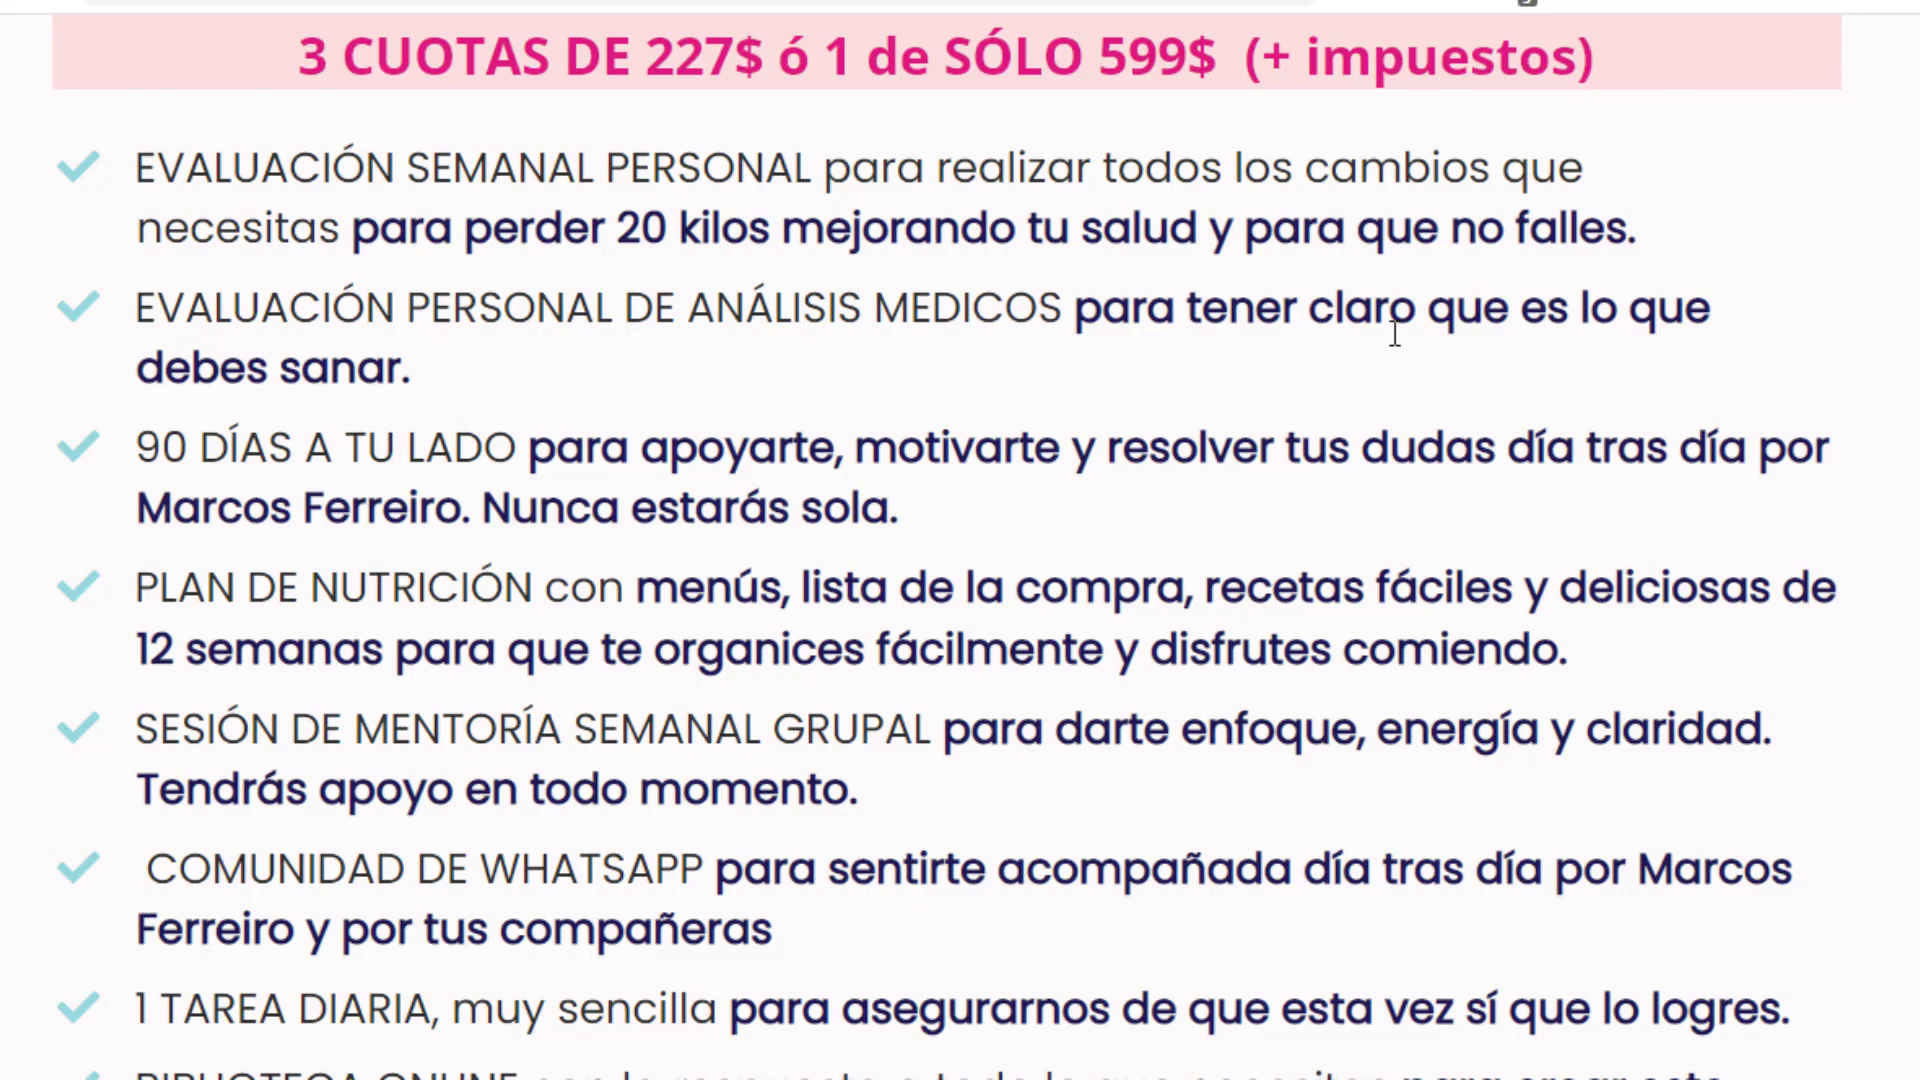 3 CUOTAS DE 227$ ó 1 de SÓLO 599$ (+ impuestos)
EVALUACIÓN SEMANAL PERSONAL para realizar todos los cambios que
necesitas para perder 20 kilos mejorando tu salud y para que no falles.
EVALUACIÓN PERSONAL DE ANÁLISIS MEDICOS para tener claro que es lo que
debes sanar.
90 DÍAS A TU LADO para apoyarte, motivarte y resolver tus dudas día tras día por
Marcos Ferreiro. Nunca estarás sola.
PLAN DE NUTRICIÓN con menús, lista de la compra, recetas fáciles y deliciosas de
12 semanas para que te organices fácilmente y disfrutes comiendo.
SESIÓN DE MENTORÍA SEMANAL GRUPAL para darte enfoque, energía y claridad.
Tendrás apoyo en todo momento.
COMUNIDAD DE WHATSAPP para sentirte acompañada día tras día por Marcos
Ferreiro y por tus compañeras
1 TAREA DIARIA, muy sencilla para asegurarnos de que esta vez sí que lo logres.
BIBLIOTECA ONLINE